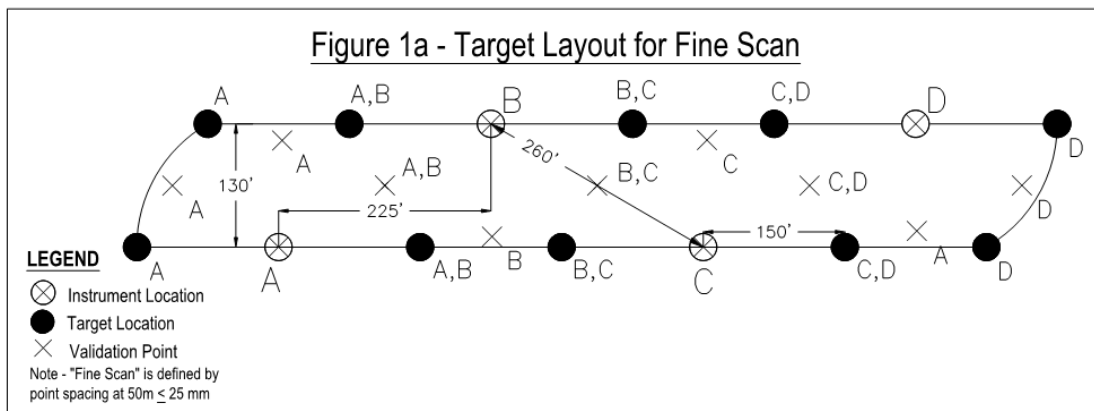 Figure 1a - Target Layout for Fine Scan
A
A,B
B
B,C
C,D
D
D
A
A,B
B,C
C
C,D
D
A
130'
225'
260'
150'
A
A
A,B
B
B,C
C
C,D
A
D
LEGEND
Instrument Location
Target Location
Validation Point
Note - "Fine Scan" is defined by
point spacing at 50m ≤ 25 mm